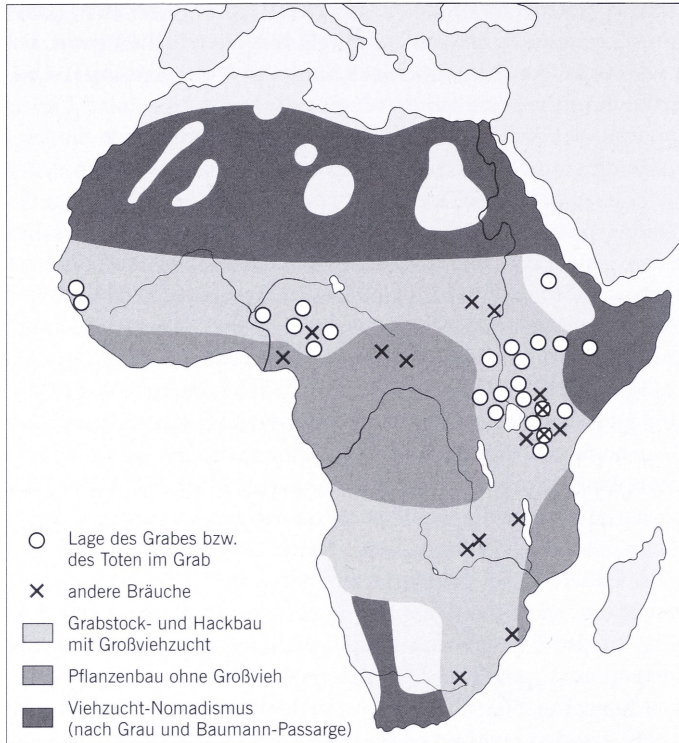 Lage des Grabes bzw.
des Toten im Grab
andere Bräuche
Grabstock- und Hackbau
mit Großviehzucht
Pflanzenbau ohne Großvieh
Viehzucht-Nomadismus
(nach Grau und Baumann-Passarge)